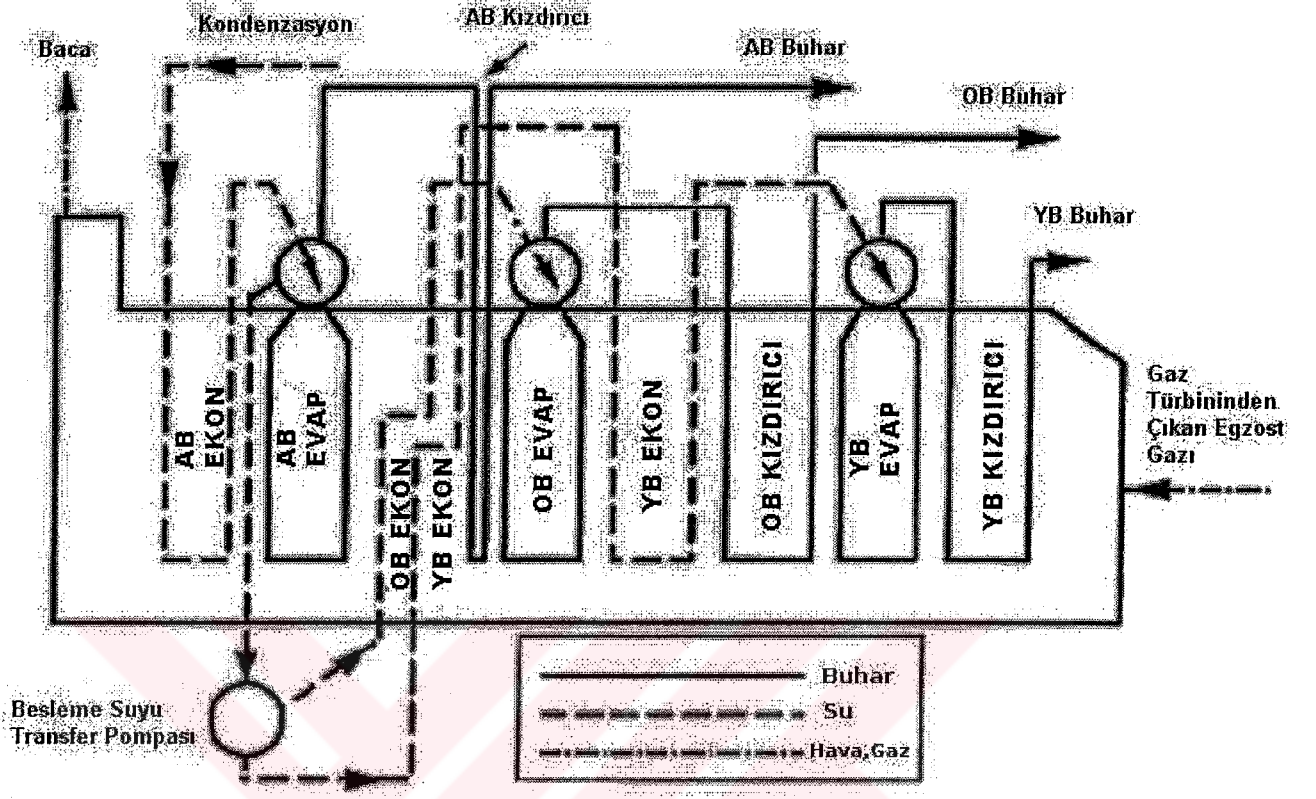 Kondenzasyon
AB Kızdırıcı
Baca
AB Buhar
OB Buhar
YB Buhar
AB
EKON
AB
EVAP
OB EKON
YB EKON
OB EVAP
YB EKON
OB KIZDIRICI
YB
EVAP
YB KIZDIRICI
Gaz
Türbininden
Çıkan Egzost
Gazı
Besleme Suyu
Transfer Pompası
Buhar
Su
Hava,Gaz